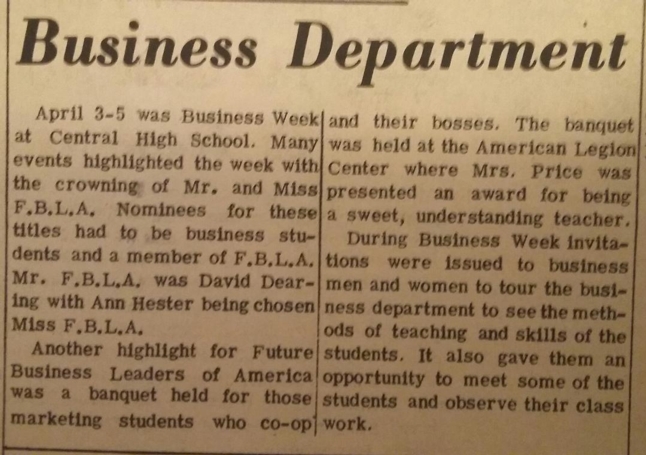 Business Department
April 3-5 was Business Week
at Central High School. Many
events highlighted the week with
the crowning of Mr. and Miss
F.B.L.A. Nominees for these
titles had to be business stu-
dents and a member of F.B.L.A.
Mr. F.B.L.A. was David Dear-
ing with Ann Hester being chosen
Miss F.B.L.A.
Another highlight for Future
Business Leaders of America
was a banquet held for those
marketing students who co-op
and their bosses. The banquet
was held at the American Legion
Center where Mrs. Price was
presented an award for being
a sweet, understanding teacher.
During Business Week invita-
tions were issued to business
men and women to tour the busi-
ness department to see the meth-
ods of teaching and skills of the
students. It also gave them an
opportunity to meet some of the
students and observe their class
work.